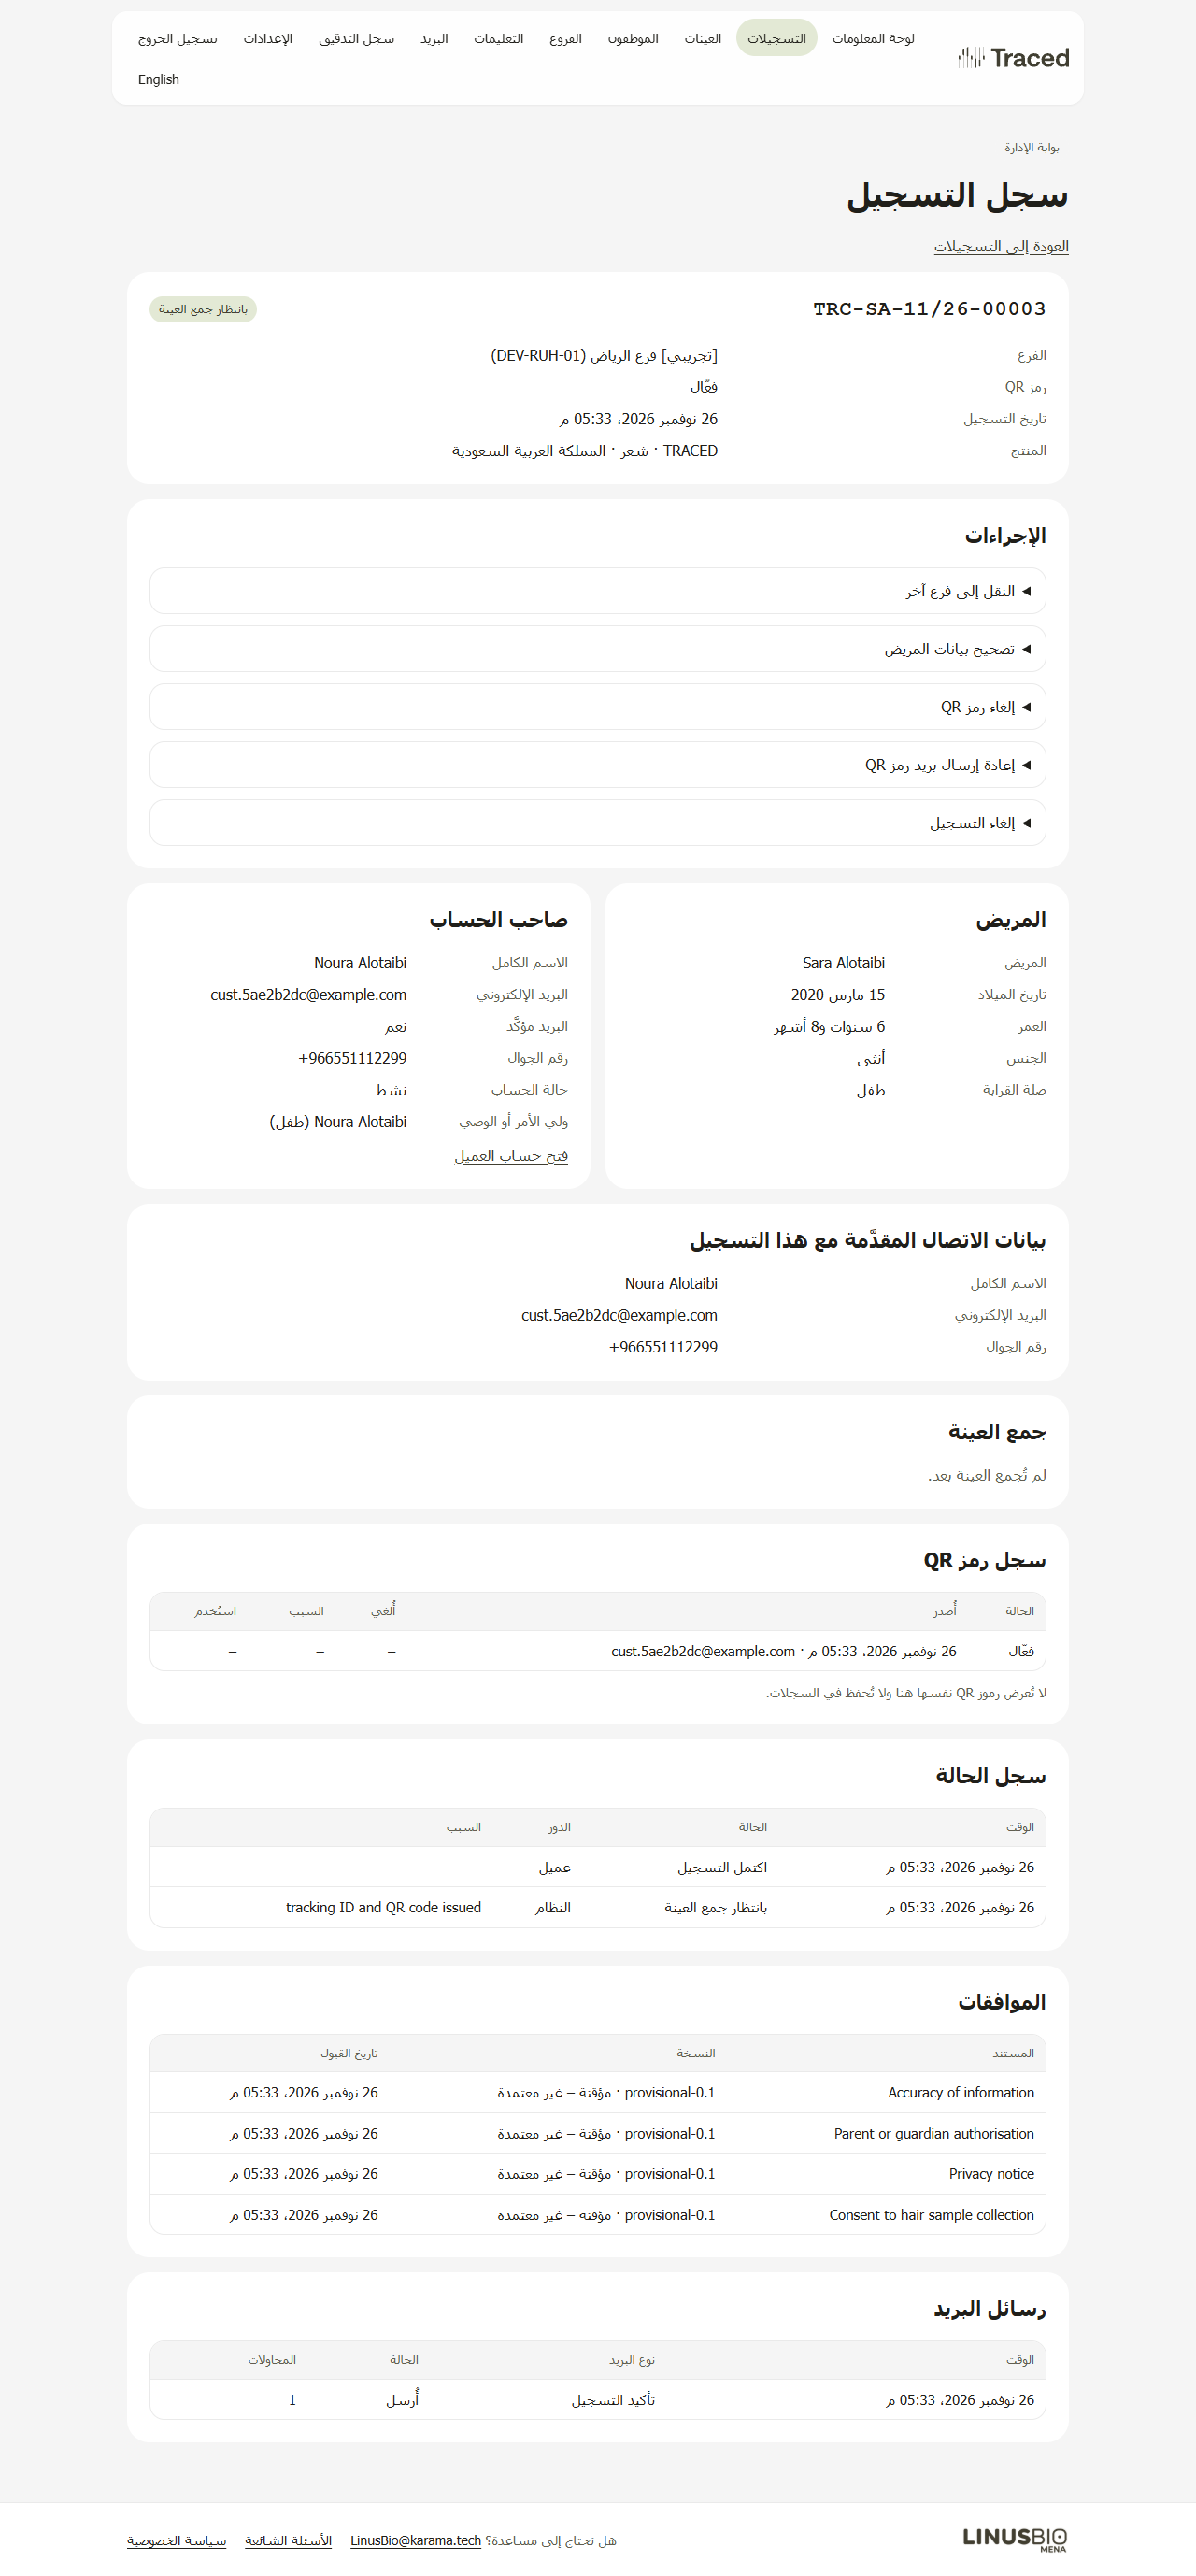 Traced
لوحة المعلومات التسجيلات العينات الموظفون الفروع التعليمات البريد سجل التدقيق الإعدادات تسجيل الخروج
English
بوابة الإدارة
سجل التسجيل
العودة إلى التسجيلات
TRC-SA-11/26-00003 بانتظار جمع العينة
الفرع [تجريبي] فرع الرياض (DEV-RUH-01)
رمز QR فعّال
تاريخ التسجيل 26 نوفمبر 2026، 05:33 م
المنتج TRACED · شعر · المملكة العربية السعودية
الإجراءات
النقل إلى فرع آخر
تصحيح بيانات المريض
إلغاء رمز QR
إعادة إرسال بريد رمز QR
إلغاء التسجيل
المريض
المريض Sara Alotaibi
تاريخ الميلاد 15 مارس 2020
العمر 6 سنوات و8 أشهر
الجنس أنثى
صلة القرابة طفل
صاحب الحساب
الاسم الكامل Noura Alotaibi
البريد الإلكتروني cust.5ae2b2dc@example.com
البريد مؤكَّد نعم
رقم الجوال +966551112299
حالة الحساب نشط
ولي الأمر أو الوصي Noura Alotaibi (طفل)
فتح حساب العميل
بيانات الاتصال المقدَّمة مع هذا التسجيل
الاسم الكامل Noura Alotaibi
البريد الإلكتروني cust.5ae2b2dc@example.com
رقم الجوال +966551112299
جمع العينة
لم تُجمع العينة بعد.
سجل رمز QR
الحالة أُصدر أُلغي السبب استُخدم
فعّال 26 نوفمبر 2026، 05:33 م · cust.5ae2b2dc@example.com – – –
لا تُعرض رموز QR نفسها هنا ولا تُحفظ في السجلات.
سجل الحالة
الوقت الحالة الدور السبب
26 نوفمبر 2026، 05:33 م اكتمل التسجيل عميل –
26 نوفمبر 2026، 05:33 م بانتظار جمع العينة النظام tracking ID and QR code issued
الموافقات
المستند النسخة تاريخ القبول
Accuracy of information provisional-0.1 · مؤقتة – غير معتمدة 26 نوفمبر 2026، 05:33 م
Parent or guardian authorisation provisional-0.1 · مؤقتة – غير معتمدة 26 نوفمبر 2026، 05:33 م
Privacy notice provisional-0.1 · مؤقتة – غير معتمدة 26 نوفمبر 2026، 05:33 م
Consent to hair sample collection provisional-0.1 · مؤقتة – غير معتمدة 26 نوفمبر 2026، 05:33 م
رسائل البريد
الوقت نوع البريد الحالة المحاولات
26 نوفمبر 2026، 05:33 م تأكيد التسجيل أُرسل 1
LINUSBIO
MENA
هل تحتاج إلى مساعدة؟ LinusBio@karama.tech الأسئلة الشائعة سياسة الخصوصية